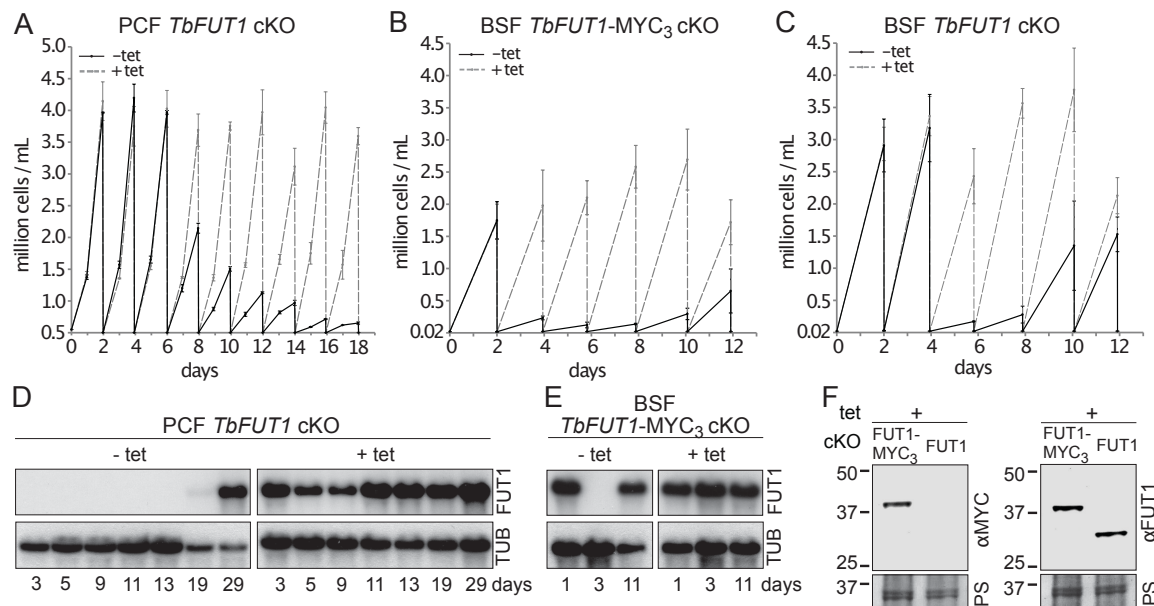 A PCF TbFUT1 cKO
5.0
4.5
4.0
3.5
3.0
2.5
2.0
1.5
1.0
0.5
million cells / mL
–tet
+ tet
0 2 4 6 8 10 12 14 16 18
days
B BSF TbFUT1-MYC3 cKO
4.5
4.0
3.5
3.0
2.5
2.0
1.5
1.0
0.5
0.02
million cells / mL
–tet
+ tet
0 2 4 6 8 10 12
days
C BSF TbFUT1 cKO
4.5
4.0
3.5
3.0
2.5
2.0
1.5
1.0
0.5
0.02
million cells / mL
–tet
+ tet
0 2 4 6 8 10 12
days
D
PCF TbFUT1 cKO
- tet + tet
FUT1
TUB
3 5 9 11 13 19 29 3 5 9 11 13 19 29 days
E BSF
TbFUT1-MYC3 cKO
- tet + tet
FUT1
TUB
1 3 11 1 3 11 days
F
tet + +
cKO FUT1-MYC3 FUT1 FUT1-MYC3 FUT1
50
37
25
αMYC
37
PS
50
37
25
αFUT1
37
PS